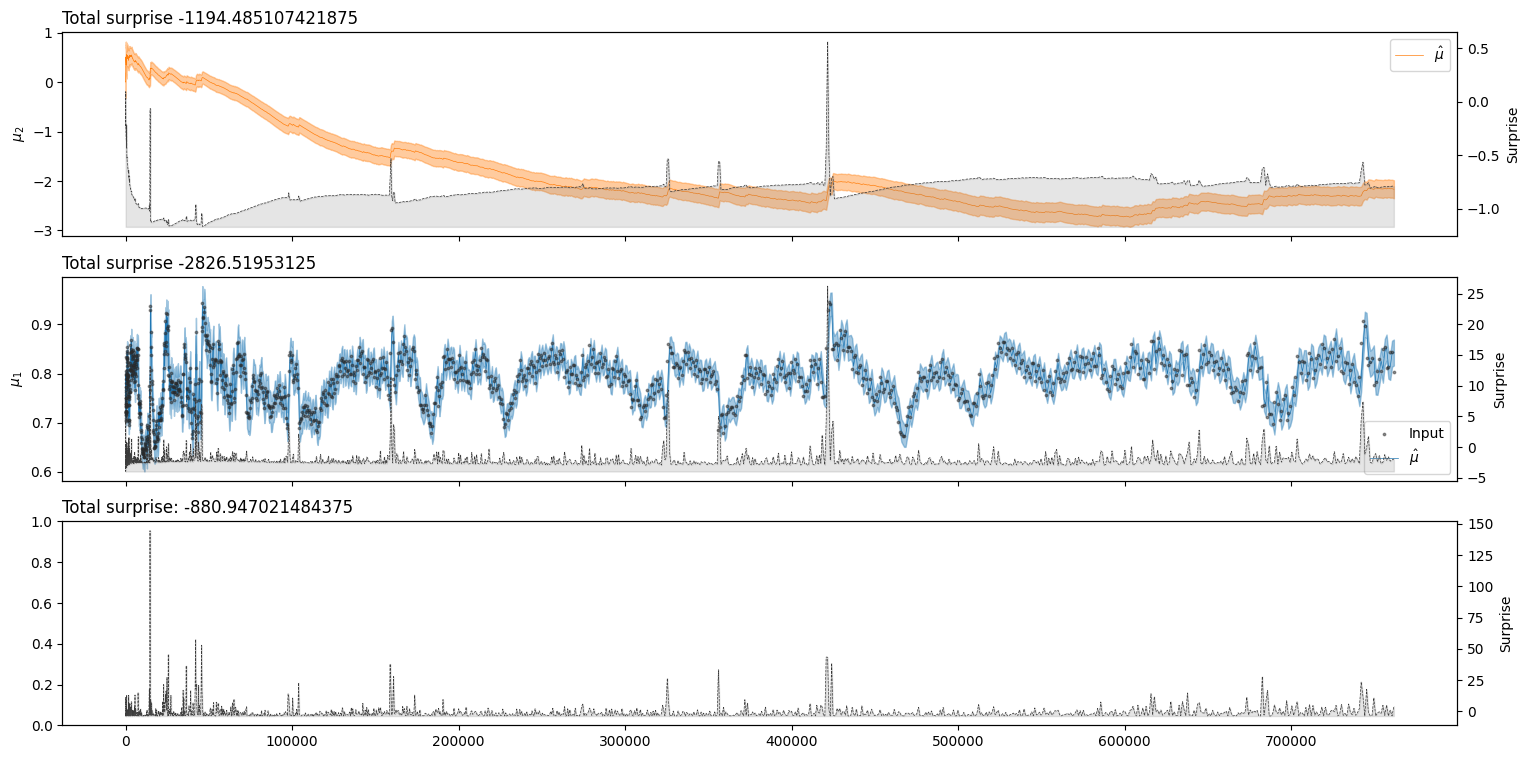 Total surprise -1194.485107421875
1
0
−1
−2
−3
μ₂
0.5
0.0
−0.5
−1.0
Surprise
μ̂
Total surprise -2826.51953125
0.9
0.8
0.7
0.6
μ₁
25
20
15
10
5
0
−5
Surprise
Input
μ̂
Total surprise: -880.947021484375
1.0
0.8
0.6
0.4
0.2
0.0
150
125
100
75
50
25
0
Surprise
0 100000 200000 300000 400000 500000 600000 700000